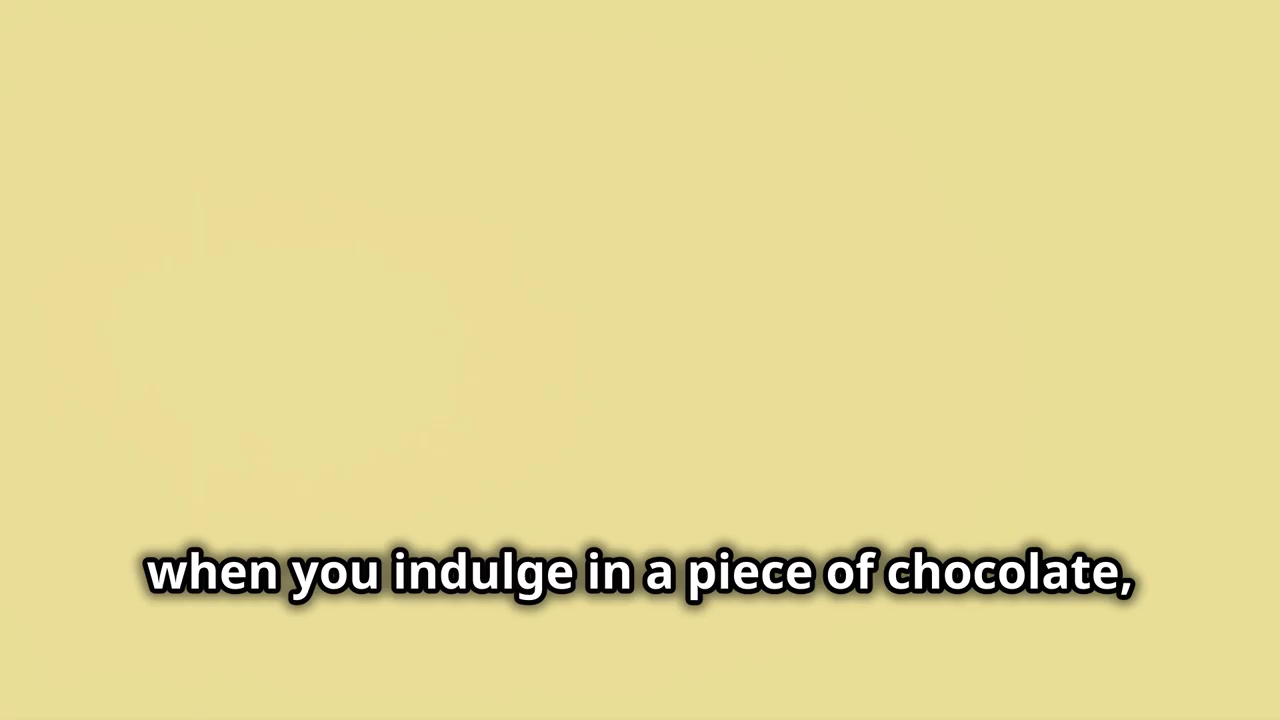 when you indulge in a piece of chocolate,